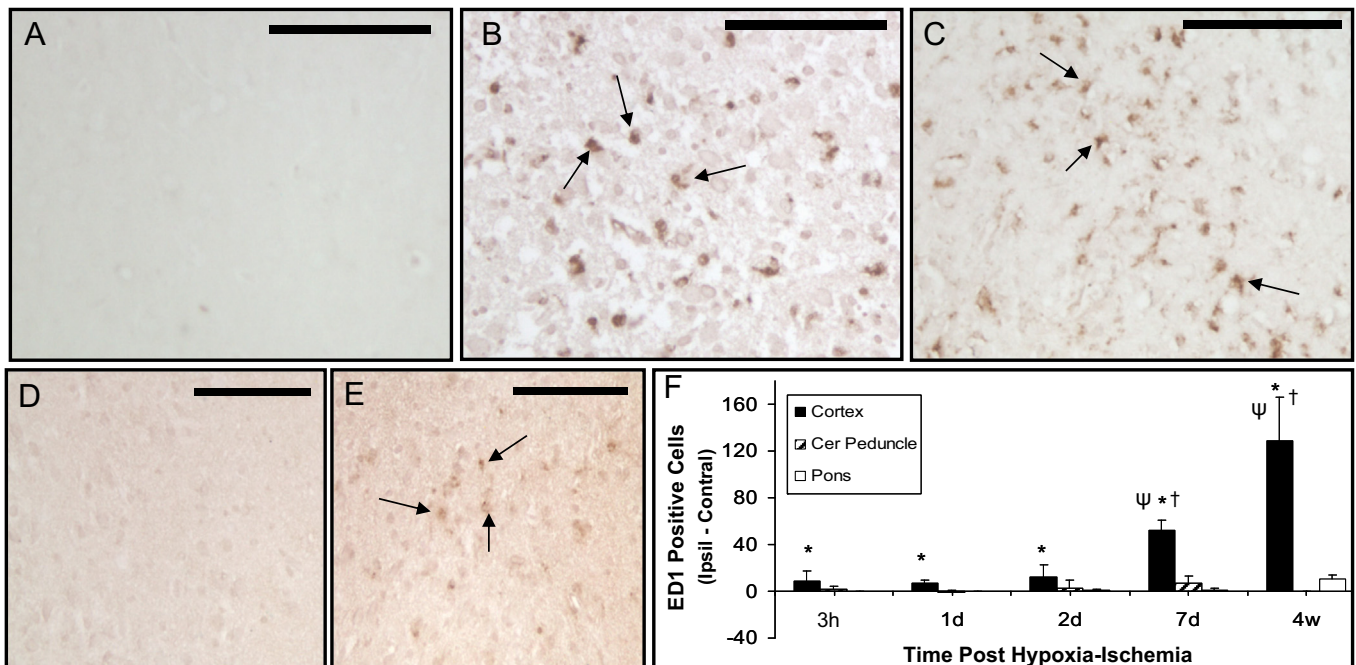 A
B
C
D
E
F
ED1 Positive Cells
(Ipsil - Control)
160
120
80
40
0
-40
Cortex
Cer Peduncle
Pons
*
*
*
Ψ * †
Ψ * †
3h 1d 2d 7d 4w
Time Post Hypoxia-Ischemia